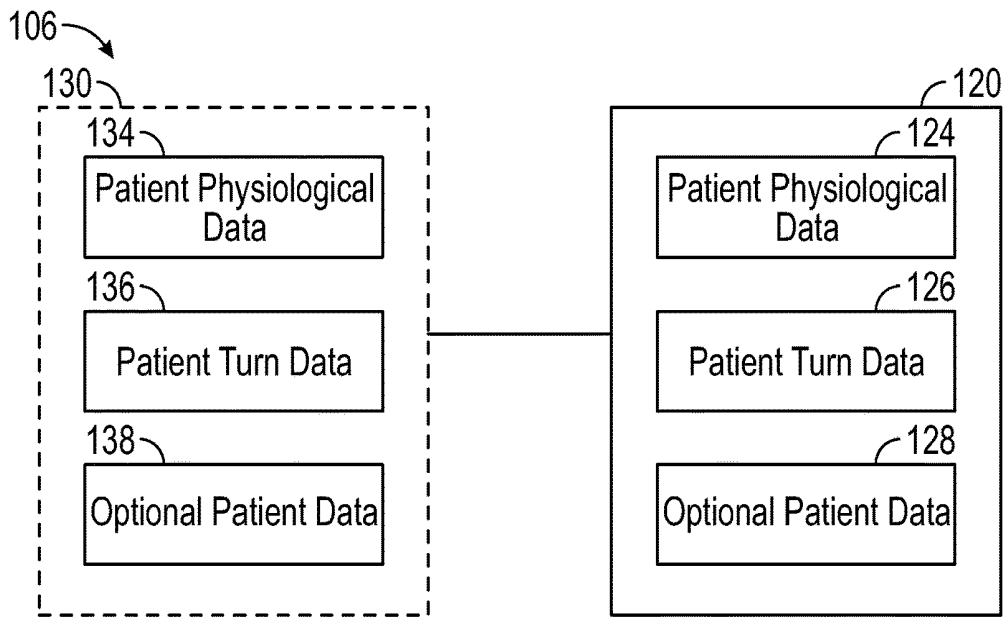 106
130
120
134
124
Patient Physiological
Data
Patient Physiological
Data
136
126
Patient Turn Data
Patient Turn Data
138
128
Optional Patient Data
Optional Patient Data